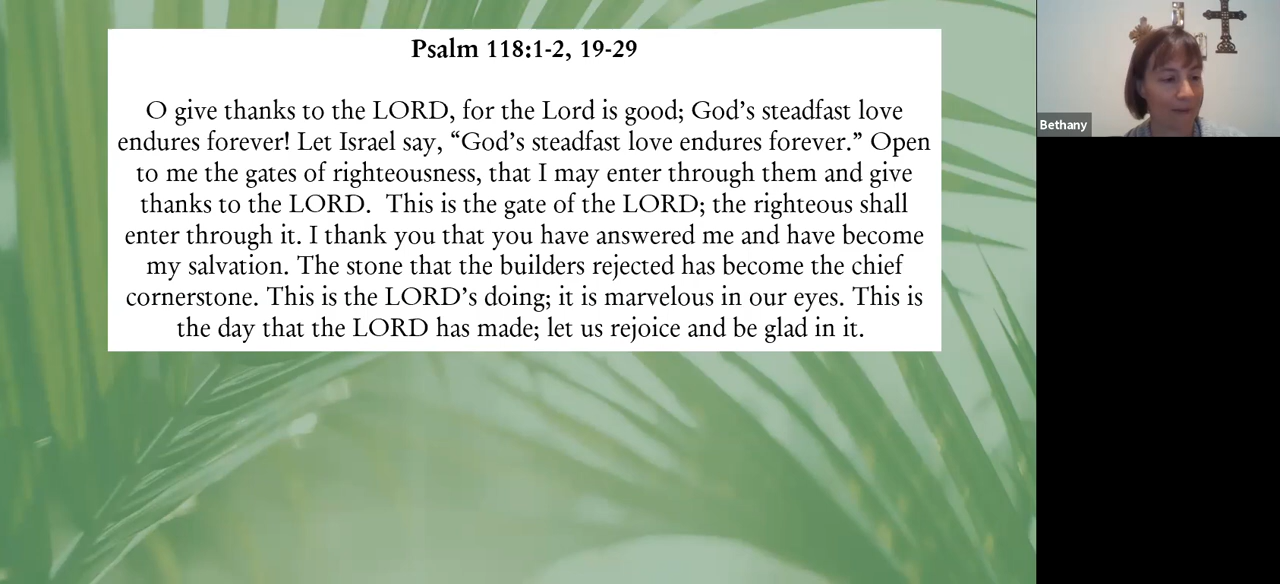 Psalm 118:1-2, 19-29
O give thanks to the LORD, for the Lord is good; God’s steadfast love
endures forever! Let Israel say, “God’s steadfast love endures forever.” Open
to me the gates of righteousness, that I may enter through them and give
thanks to the LORD.  This is the gate of the LORD; the righteous shall
enter through it. I thank you that you have answered me and have become
my salvation. The stone that the builders rejected has become the chief
cornerstone. This is the LORD’s doing; it is marvelous in our eyes. This is
the day that the LORD has made; let us rejoice and be glad in it.
Bethany